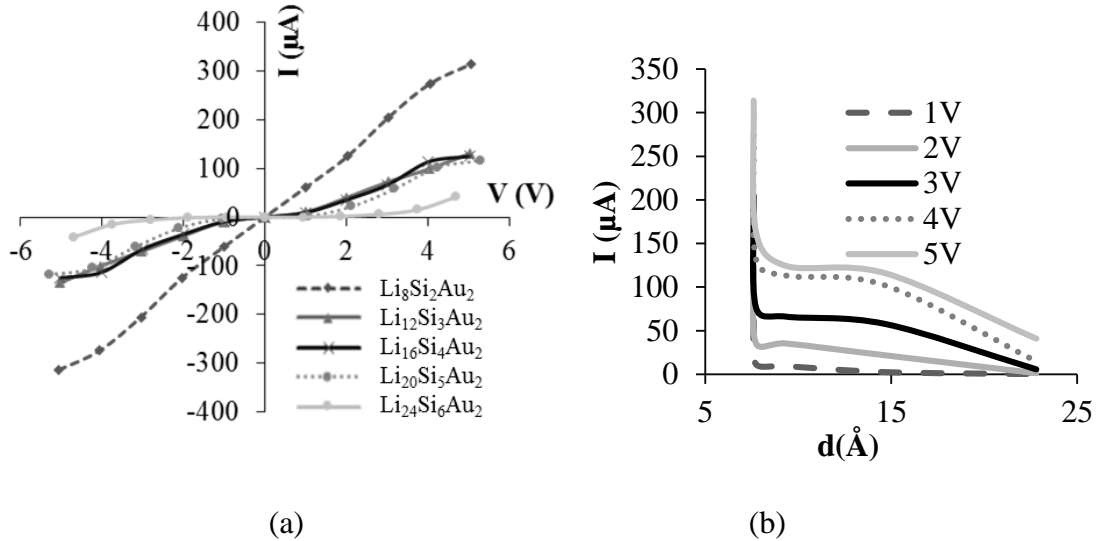 I (µA)
400
300
200
100
0
-100
-200
-300
-400
-6
-4
-2
0
2
4
6
V (V)
Li₈Si₂Au₂
Li₁₂Si₃Au₂
Li₁₆Si₄Au₂
Li₂₀Si₅Au₂
Li₂₄Si₆Au₂
(a)
I (µA)
350
300
250
200
150
100
50
0
5
15
25
d(Å)
1V
2V
3V
4V
5V
(b)